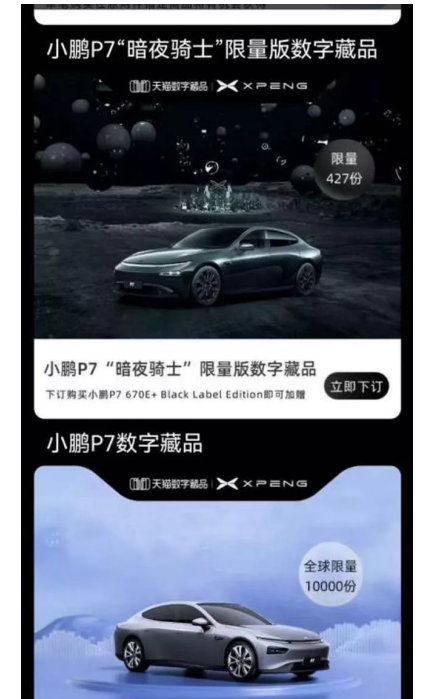 小鹏P7“暗夜骑士”限量版数字藏品
天猫数字藏品 | XPENG
限量
427份
小鹏P7 “暗夜骑士” 限量版数字藏品
下订购买小鹏P7 670E+ Black Label Edition即可加赠
立即下订
小鹏P7数字藏品
天猫数字藏品 | XPENG
全球限量
10000份